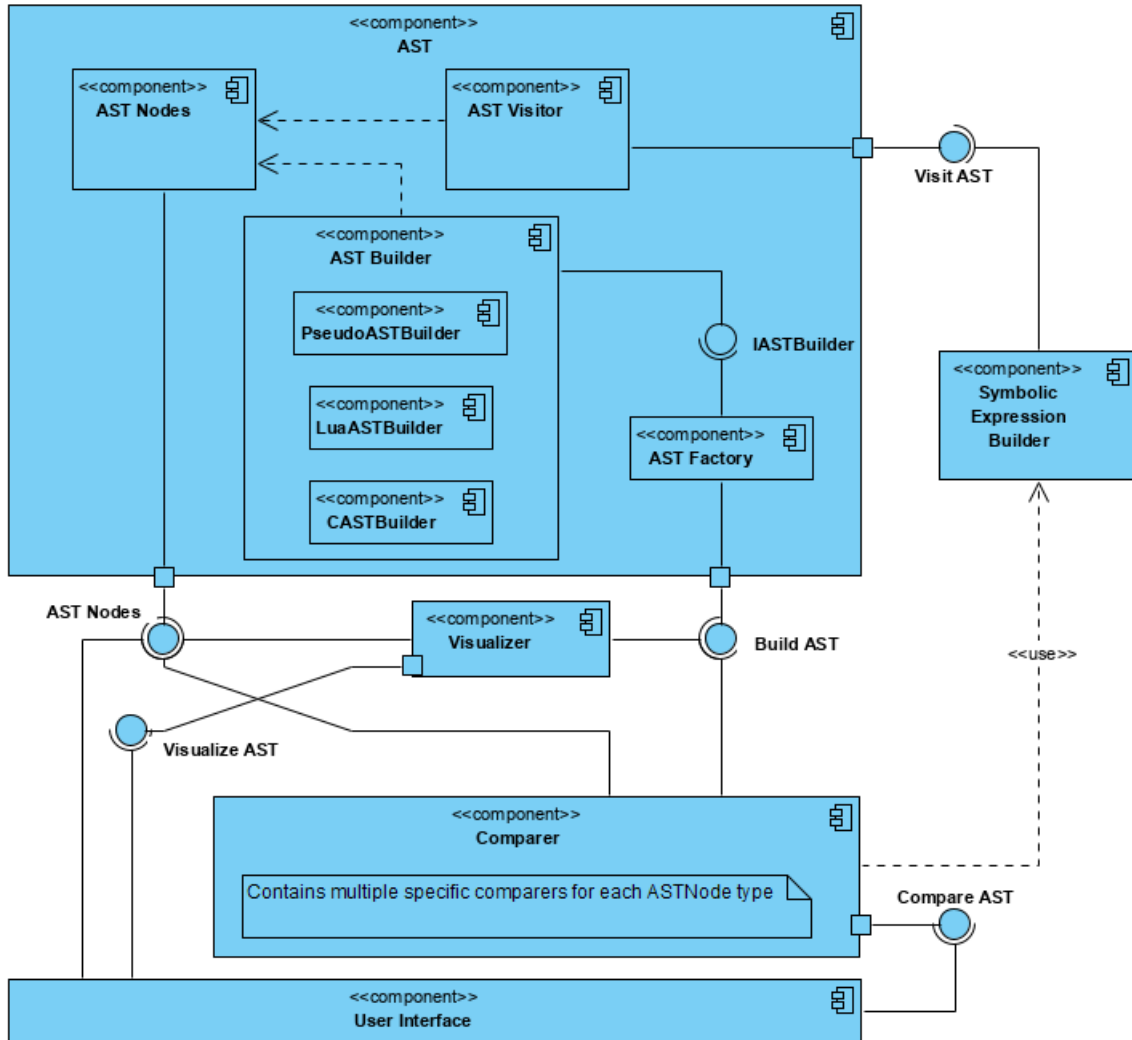 <<component>>
AST
<<component>>
AST Nodes
<<component>>
AST Visitor
Visit AST
<<component>>
AST Builder
<<component>>
PseudoASTBuilder
IASTBuilder
<<component>>
Symbolic
Expression
Builder
<<component>>
LuaASTBuilder
<<component>>
AST Factory
<<component>>
CASTBuilder
AST Nodes
<<component>>
Visualizer
Build AST
<<use>>
Visualize AST
<<component>>
Comparer
Contains multiple specific comparers for each ASTNode type
Compare AST
<<component>>
User Interface